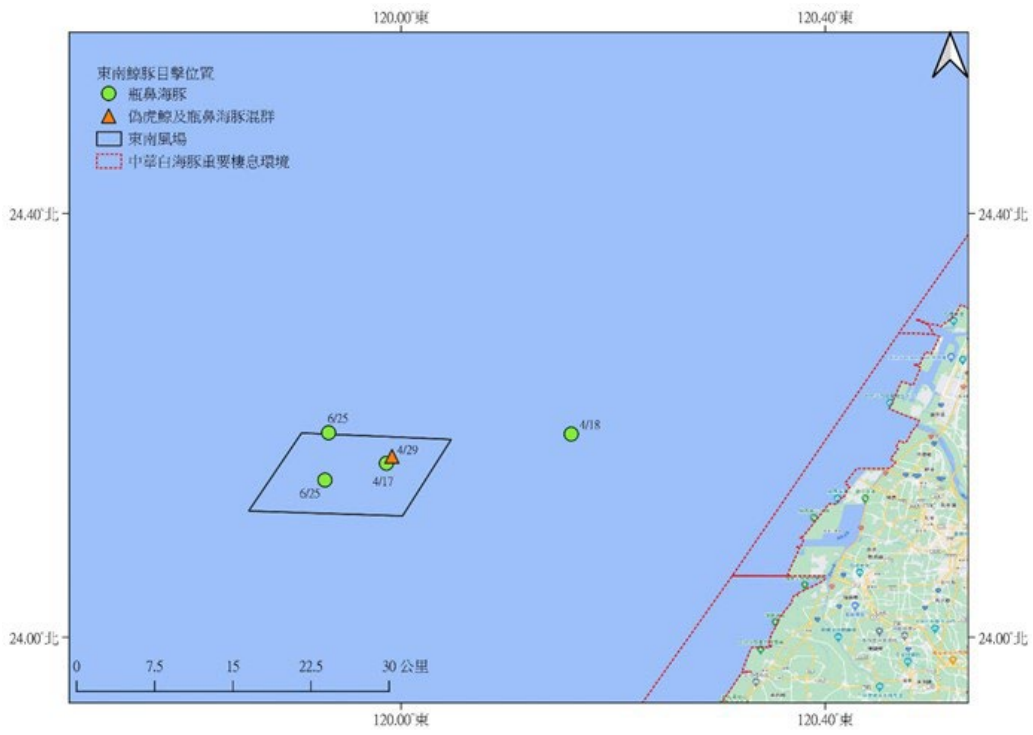 120.00°東
120.40°東
東南鯨豚目擊位置
瓶鼻海豚
偽虎鯨及瓶鼻海豚混群
東南風場
中華白海豚重要棲息環境
24.40°北
24.40°北
6/25
4/18
4/29
4/17
6/25
24.00°北
24.00°北
0
7.5
15
22.5
30 公里
120.00°東
120.40°東